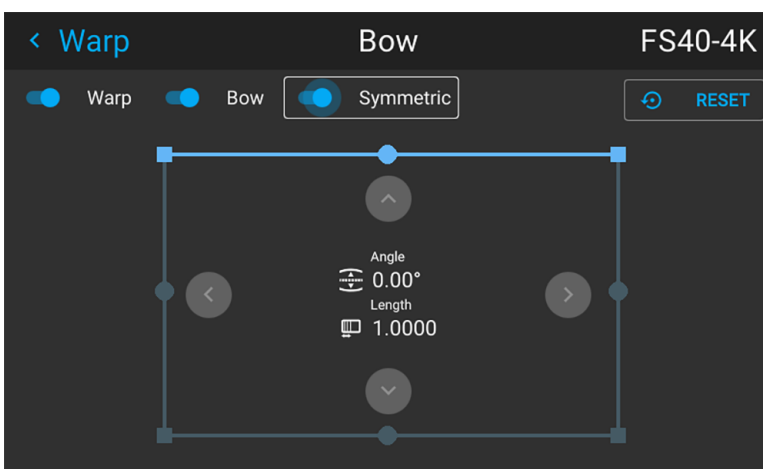 Warp Bow FS40-4K
Warp Bow Symmetric RESET
Angle
0.00°
Length
1.0000